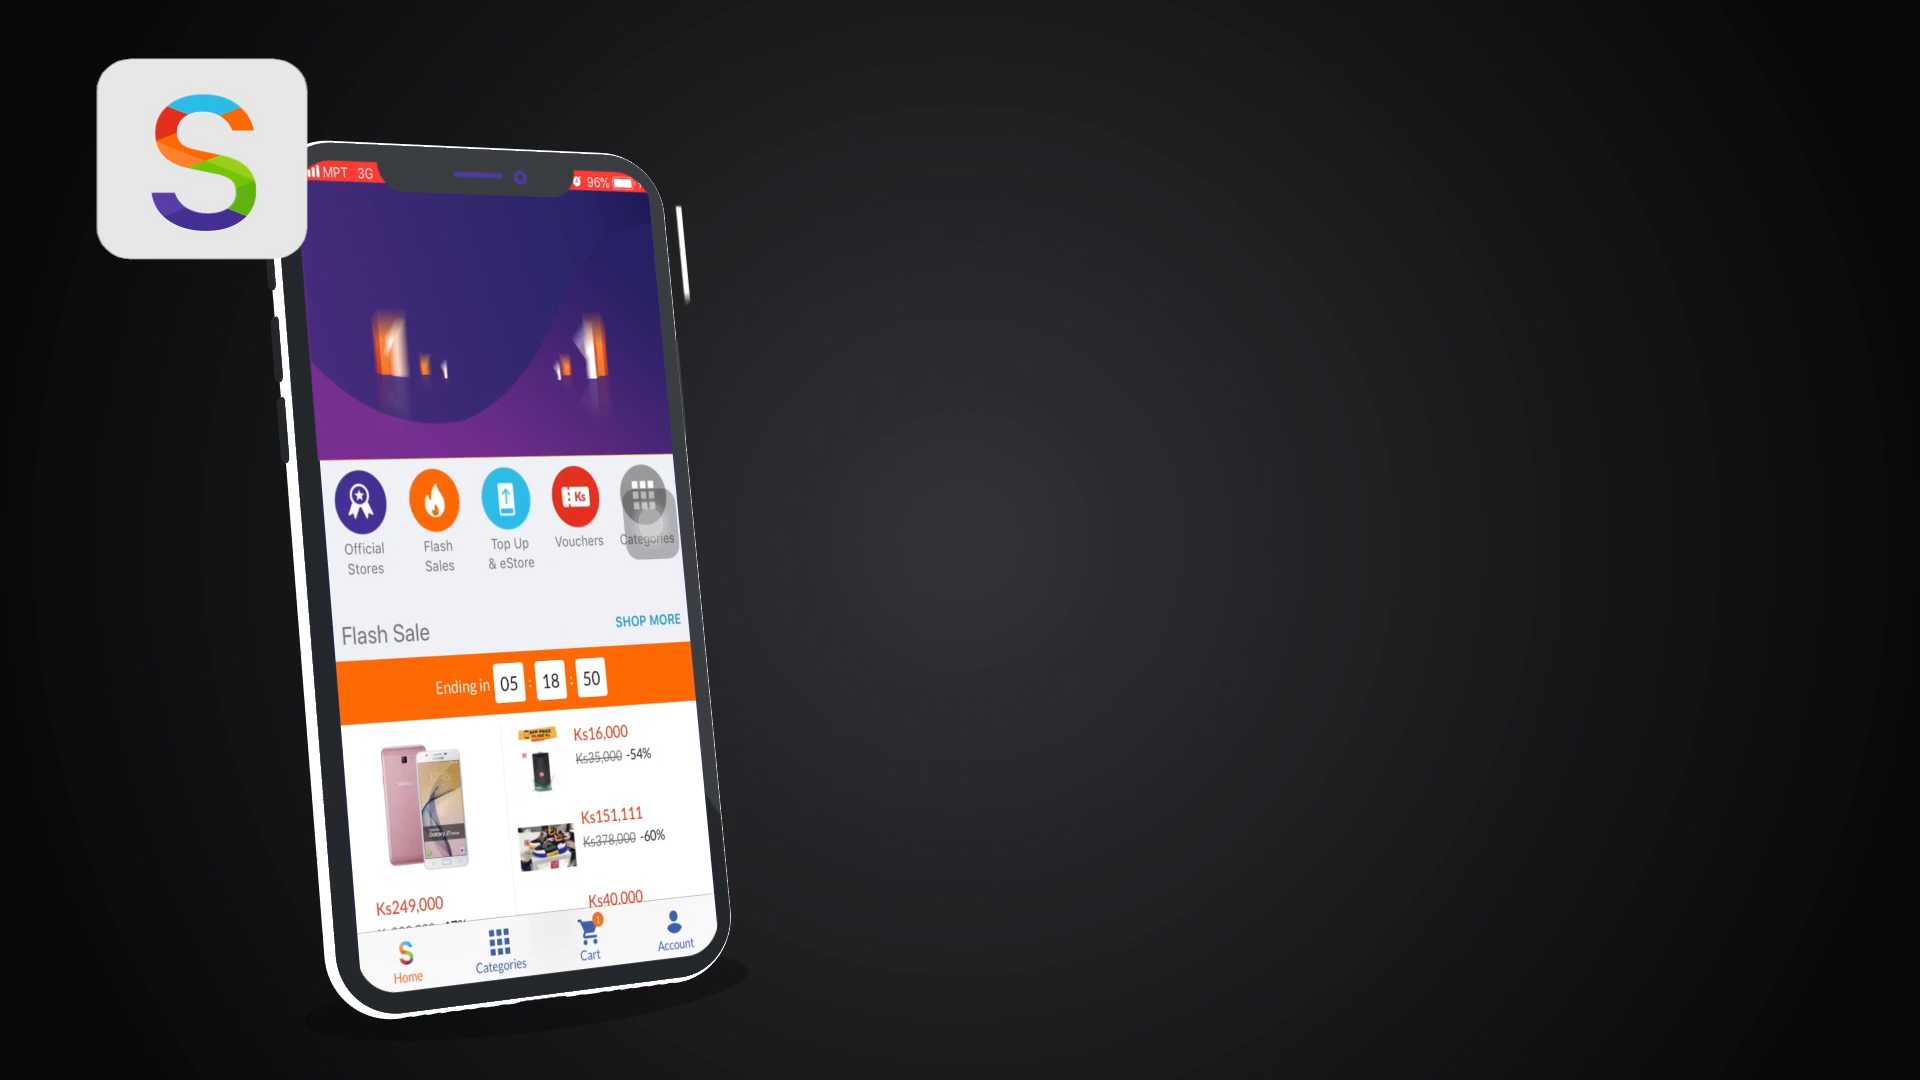 S
MPT 3G
96%
Official
Stores
Flash
Sales
Top Up
& eStore
Ks
Vouchers
Categories
Flash Sale
SHOP MORE
Ending in 05 : 18 : 50
Ks16,000
Ks35,000 -54%
Ks151,111
Ks378,000 -60%
Ks249,000
Ks40,000
S
Home
Categories
1
Cart
Account